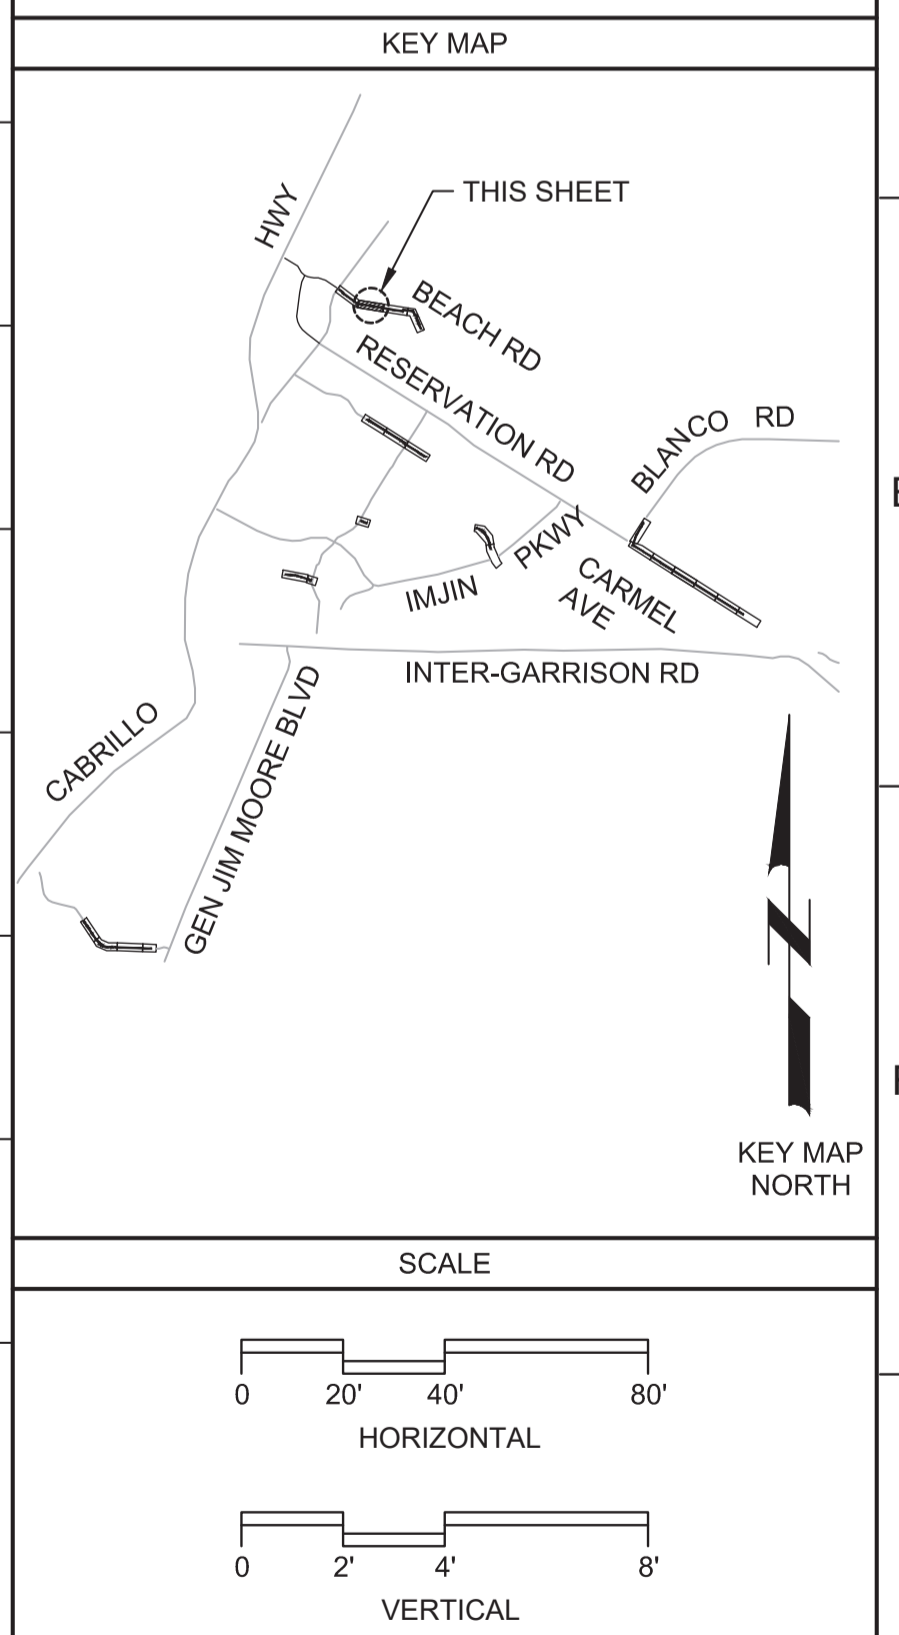 KEY MAP
HWY
THIS SHEET
BEACH RD
RESERVATION RD
BLANCO RD
IMJIN PKWY
CARMEL
AVE
INTER-GARRISON RD
CABRILLO
GEN JIM MOORE BLVD
N
KEY MAP
NORTH
SCALE
0 20' 40' 80'
HORIZONTAL
0 2' 4' 8'
VERTICAL